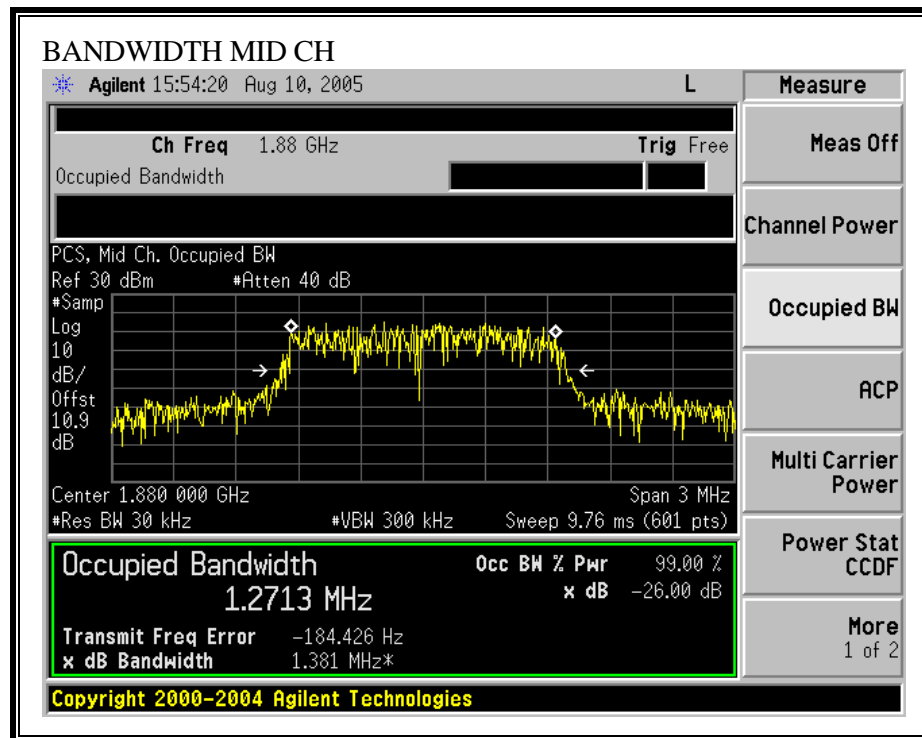 BANDWIDTH MID CH
Agilent 15:54:20 Aug 10, 2005 L
Measure
Ch Freq 1.88 GHz Trig Free
Occupied Bandwidth
Meas Off
Channel Power
PCS, Mid Ch. Occupied BW
Ref 30 dBm #Atten 40 dB
#Samp
Log
10
dB/
Offst
10.9
dB
Occupied BW
ACP
Multi Carrier
Power
Center 1.880 000 GHz Span 3 MHz
#Res BW 30 kHz #VBW 300 kHz Sweep 9.76 ms (601 pts)
Occupied Bandwidth
1.2713 MHz
Occ BW % Pwr 99.00 %
x dB -26.00 dB
Transmit Freq Error -184.426 Hz
x dB Bandwidth 1.381 MHz*
Power Stat
CCDF
More
1 of 2
Copyright 2000-2004 Agilent Technologies